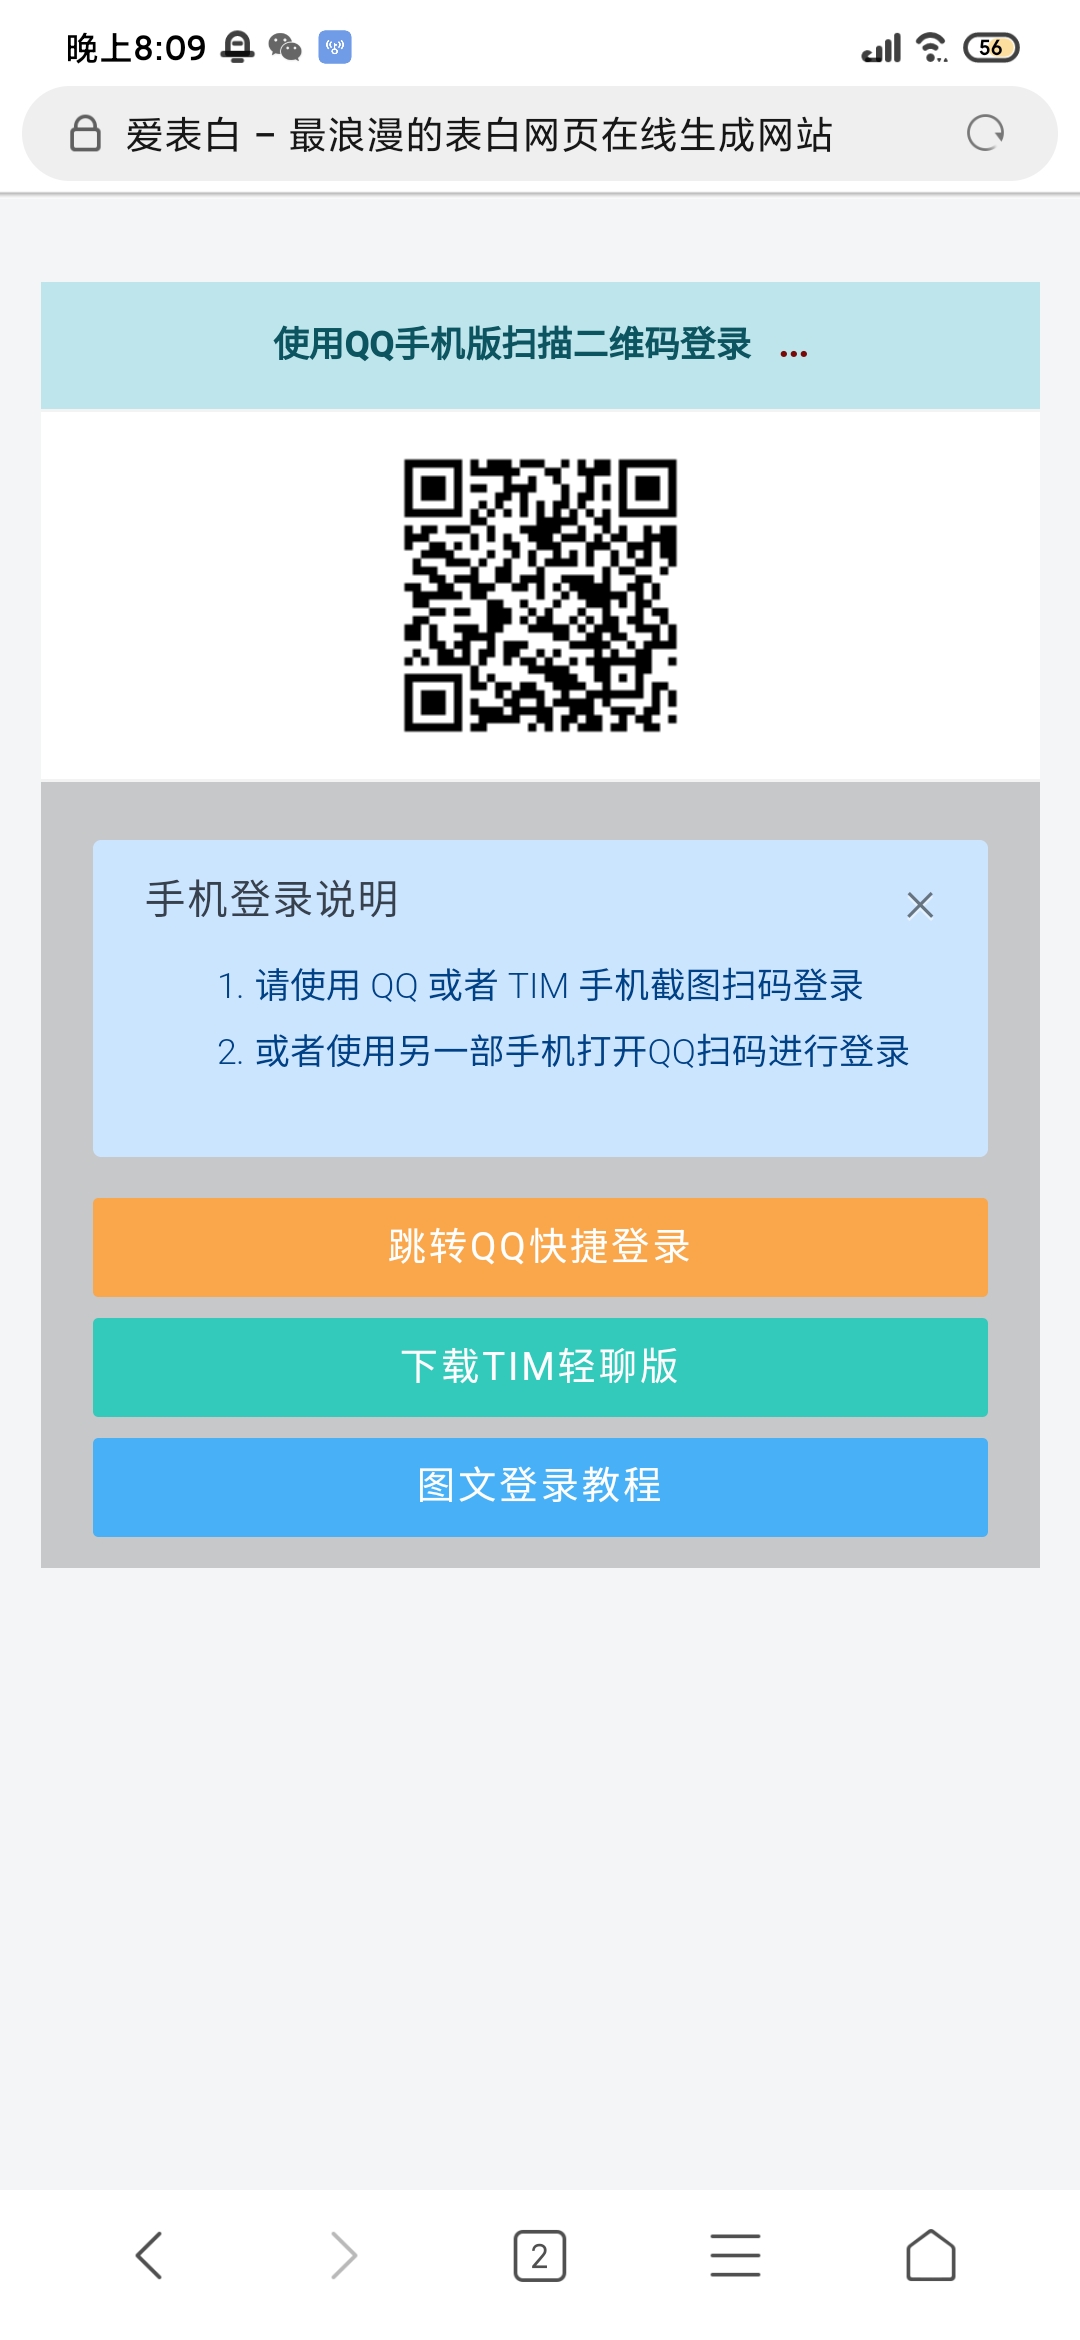 晚上8:09
56
爱表白 – 最浪漫的表白网页在线生成网站
使用QQ手机版扫描二维码登录 ...
手机登录说明
1. 请使用 QQ 或者 TIM 手机截图扫码登录
2. 或者使用另一部手机打开QQ扫码进行登录
跳转QQ快捷登录
下载TIM轻聊版
图文登录教程
2